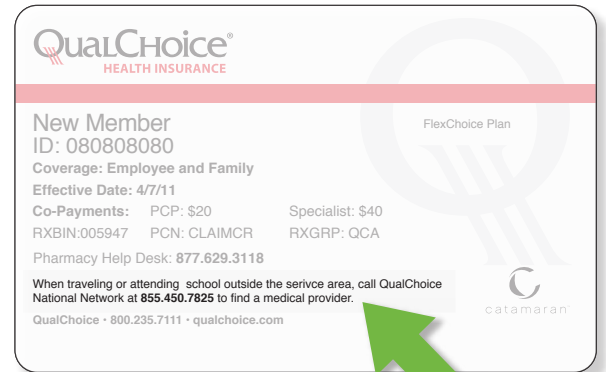 QualChoice®
HEALTH INSURANCE
New Member
FlexChoice Plan
ID: 080808080
Coverage: Employee and Family
Effective Date: 4/7/11
Co-Payments: PCP: $20 Specialist: $40
RXBIN:005947 PCN: CLAIMCR RXGRP: QCA
Pharmacy Help Desk: 877.629.3118
When traveling or attending school outside the serivce area, call QualChoice
National Network at 855.450.7825 to find a medical provider.
catamaran™
QualChoice • 800.235.7111 • qualchoice.com